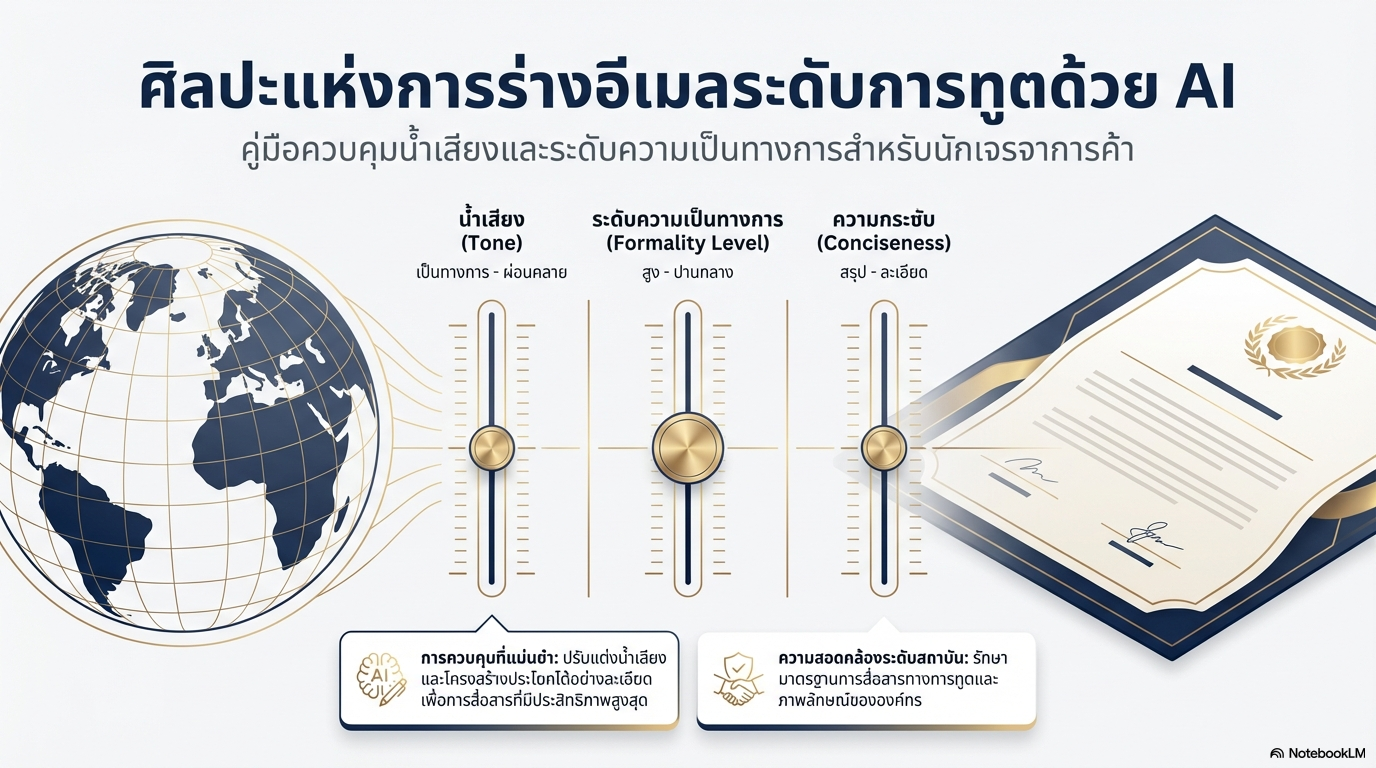 ศิลปะแห่งการร่างอีเมลระดับการทูตด้วย AI
คู่มือควบคุมน้ำเสียงและระดับความเป็นทางการสำหรับนักเจรจาการค้า
น้ำเสียง
(Tone)
เป็นทางการ - ผ่อนคลาย
ระดับความเป็นทางการ
(Formality Level)
สูง - ปานกลาง
ความกระชับ
(Conciseness)
สรุป - ละเอียด
AI
การควบคุมที่แม่นยำ: ปรับแต่งน้ำเสียง
และโครงสร้างประโยคได้อย่างละเอียด
เพื่อการสื่อสารที่มีประสิทธิภาพสูงสุด
ความสอดคล้องระดับสถาบัน: รักษา
มาตรฐานการสื่อสารทางการทูตและ
ภาพลักษณ์ขององค์กร
NotebookLM